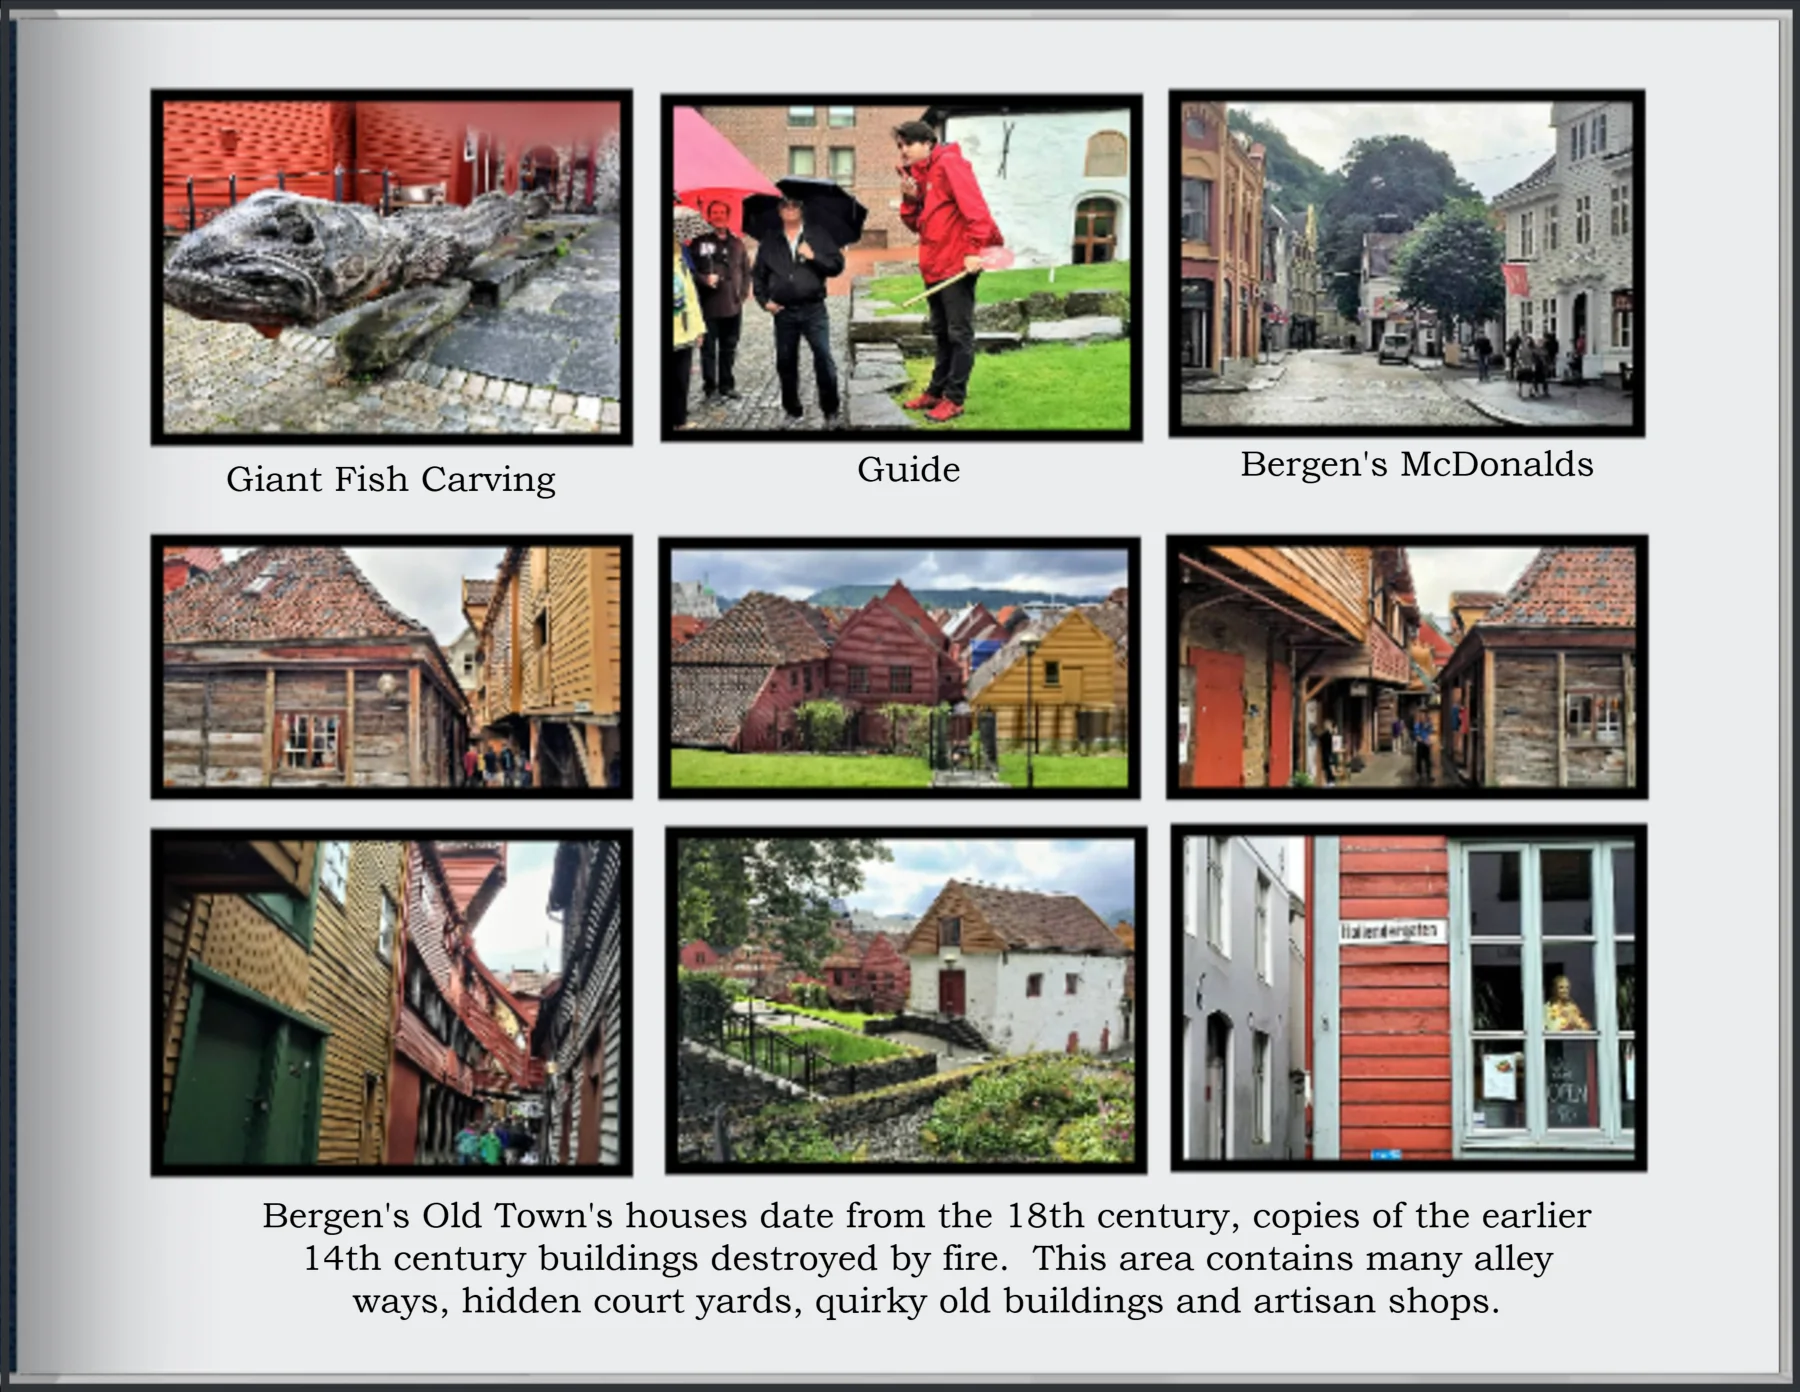 Giant Fish Carving
Guide
Bergen's McDonalds
Hollendergaten
OPEN
Bergen's Old Town's houses date from the 18th century, copies of the earlier
14th century buildings destroyed by fire.  This area contains many alley
ways, hidden court yards, quirky old buildings and artisan shops.